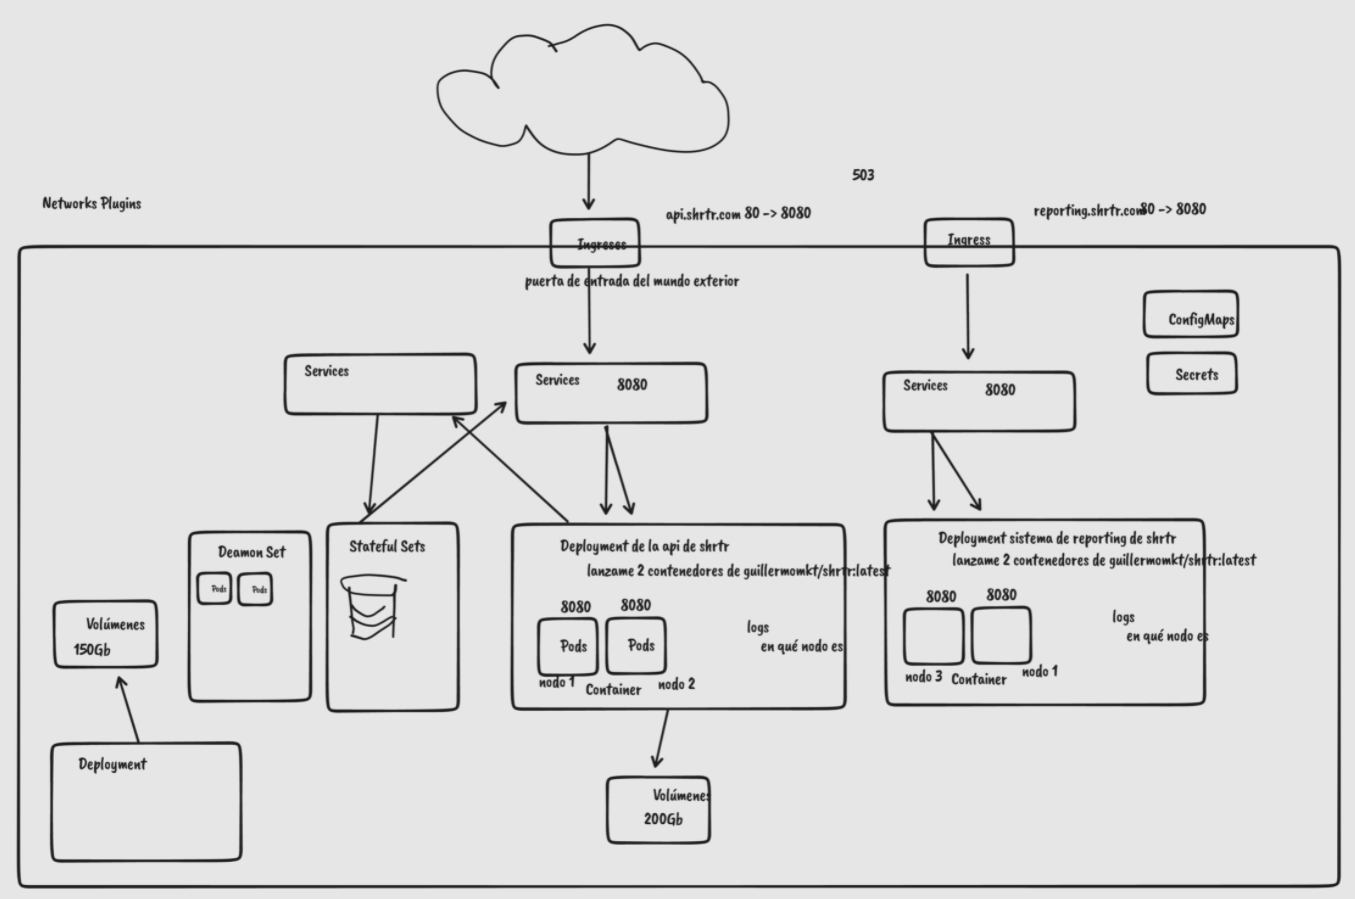 503
Networks Plugins
api.shrtr.com 80 -> 8080
reporting.shrtr.com 80 -> 8080
Ingreses
Ingress
puerta de entrada del mundo exterior
ConfigMaps
Secrets
Services
Services 8080
Services 8080
Deamon Set
Pods Pods
Stateful Sets
Deployment de la api de shrtr
lanzame 2 contenedores de guillermomkt/shrtr:latest
8080 8080
Pods Pods
nodo 1 Container nodo 2
logs
en qué nodo es
Deployment sistema de reporting de shrtr
lanzame 2 contenedores de guillermomkt/shrtr:latest
8080 8080
nodo 3 Container nodo 1
logs
en qué nodo es
Volúmenes
150Gb
Deployment
Volúmenes
200Gb